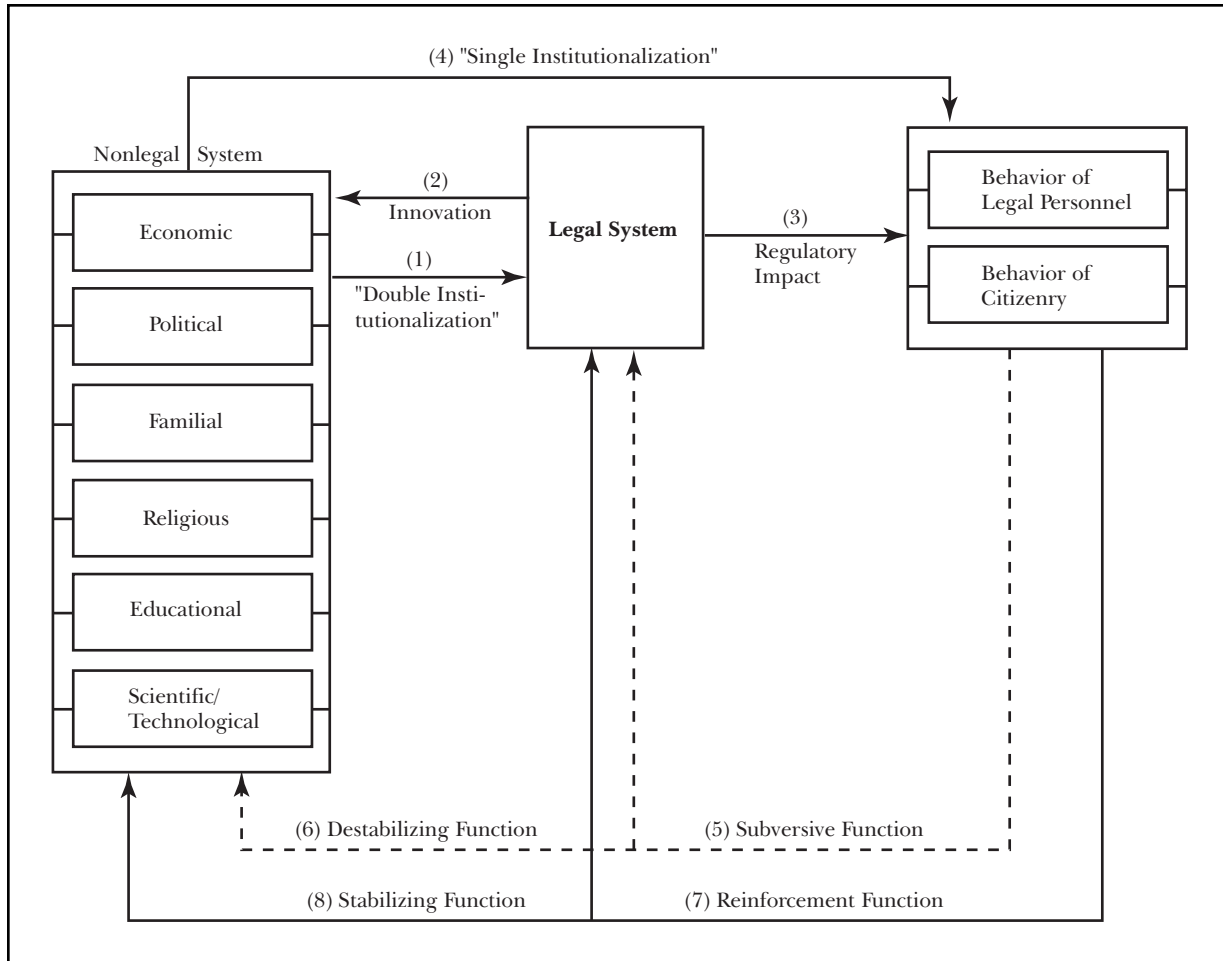 (4) "Single Institutionalization"
Nonlegal System
Economic
Political
Familial
Religious
Educational
Scientific/
Technological
(2)
Innovation
(1)
"Double Insti-
tutionalization"
Legal System
(3)
Regulatory
Impact
Behavior of
Legal Personnel
Behavior of
Citizenry
(6) Destabilizing Function
(5) Subversive Function
(8) Stabilizing Function
(7) Reinforcement Function